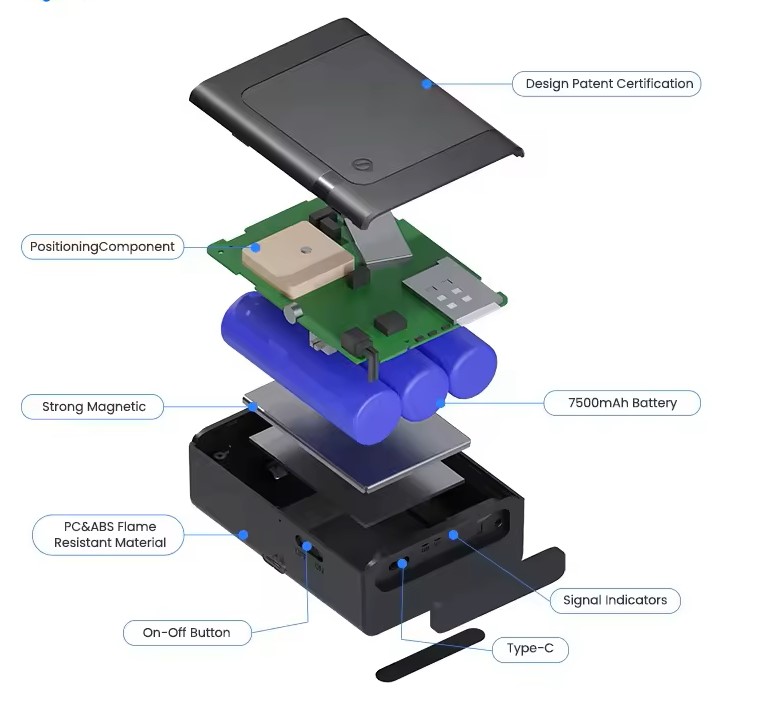 Design Patent Certification
PositioningComponent
Strong Magnetic
7500mAh Battery
PC&ABS Flame
Resistant Material
Signal Indicators
On-Off Button
Type-C